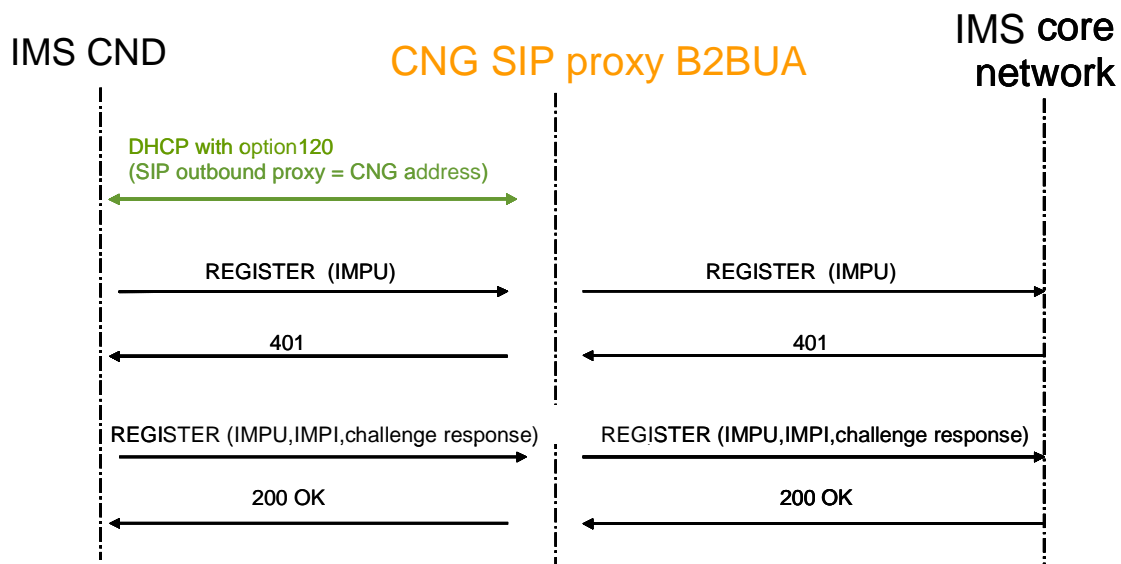 IMS CND
CNG SIP proxy B2BUA
IMS core
network
DHCP with option120
(SIP outbound proxy = CNG address)
REGISTER (IMPU)
REGISTER (IMPU)
401
401
REGISTER (IMPU,IMPI,challenge response)
REGISTER (IMPU,IMPI,challenge response)
200 OK
200 OK